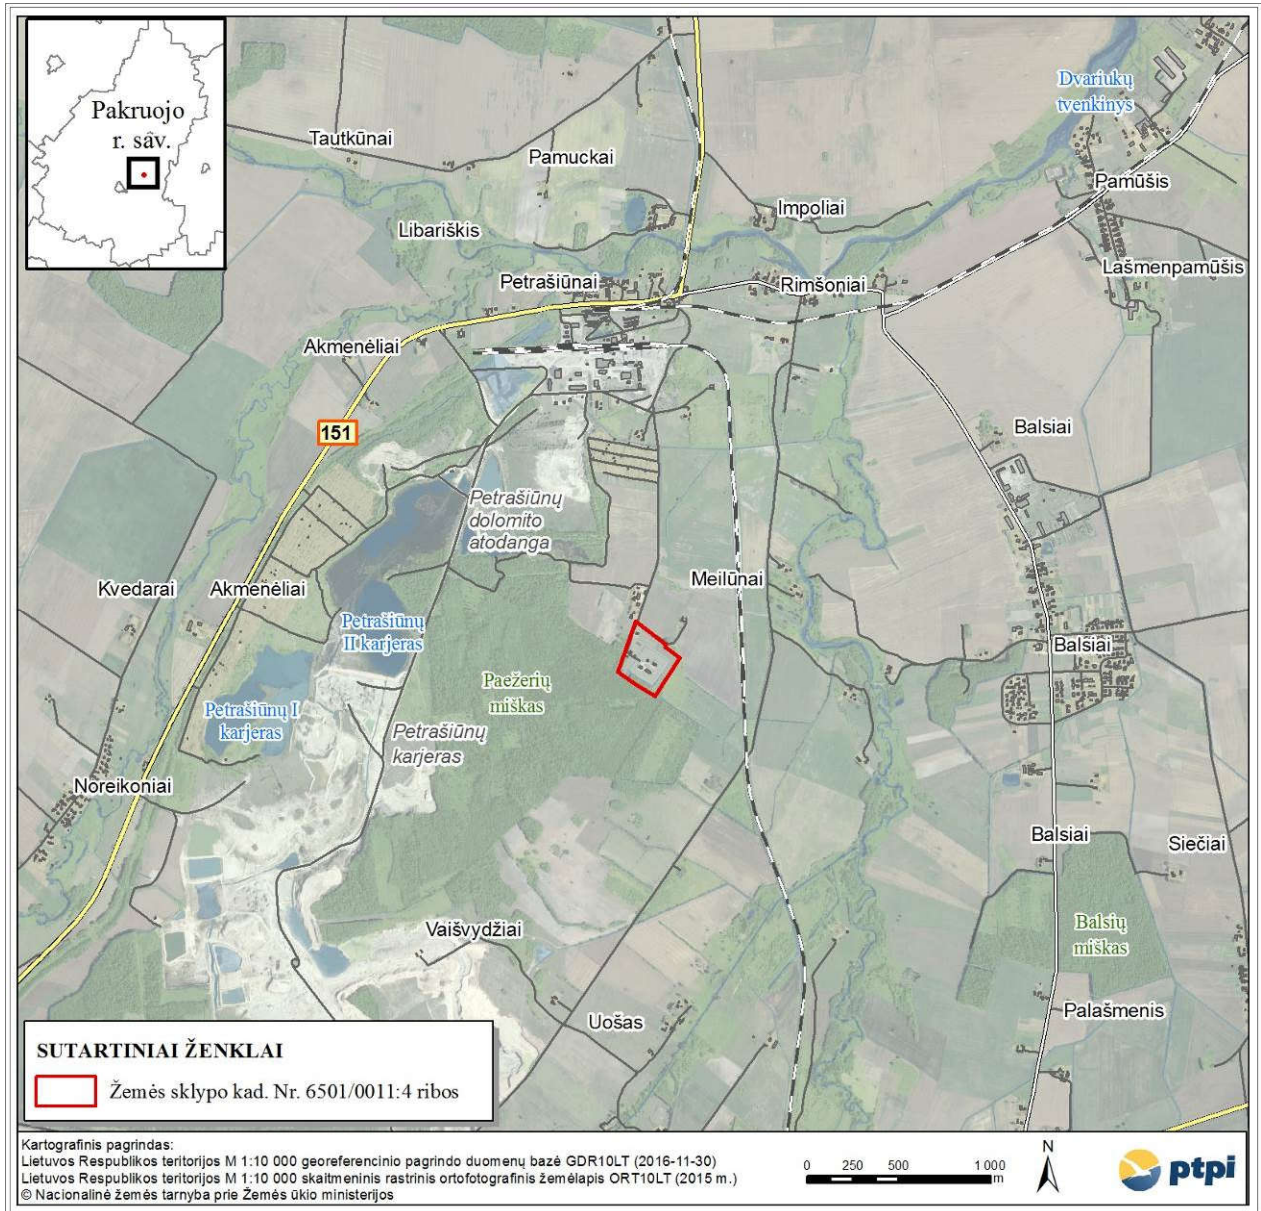 Pakruojo
r. sav.
Dvariukų
tvenkinys
Tautkūnai
Pamuckai
Pamūšis
Impoliai
Libariškis
Lašmenpamūšis
Petrašiūnai
Rimšoniai
Akmenėliai
151
Balsiai
Petrašiūnų
dolomito
atodanga
Kvedarai
Akmenėliai
Meilūnai
Petrašiūnų
II karjeras
Balsiai
Paežerių
miškas
Petrašiūnų I
karjeras
Petrašiūnų
karjeras
Noreikoniai
Balsiai
Siečiai
Vaišvydžiai
Balsių
miškas
Uošas
Palašmenis
SUTARTINIAI ŽENKLAI
Žemės sklypo kad. Nr. 6501/0011:4 ribos
Kartografinis pagrindas:
Lietuvos Respublikos teritorijos M 1:10 000 georeferencinio pagrindo duomenų bazė GDR10LT (2016-11-30)
Lietuvos Respublikos teritorijos M 1:10 000 skaitmeninis rastrinis ortofotografinis žemėlapis ORT10LT (2015 m.)
© Nacionalinė žemės tarnyba prie Žemės ūkio ministerijos
0 250 500 1 000
m
N
ptpi